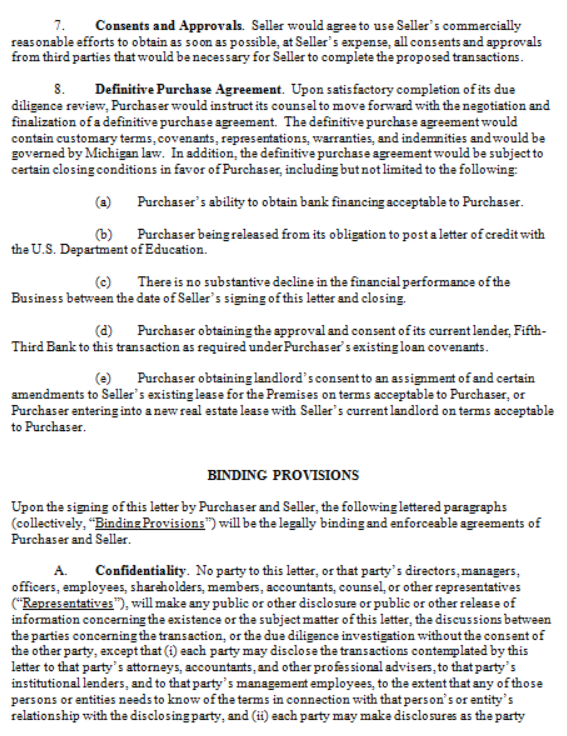 7. Consents and Approvals. Seller would agree to use Seller's commercially
reasonable efforts to obtain as soon as possible, at Seller's expense, all consents and approvals
from third parties that would be necessary for Seller to complete the proposed transactions.
8. Definitive Purchase Agreement. Upon satisfactory completion of its due
diligence review, Purchaser would instruct its counsel to move forward with the negotiation and
finalization of a definitive purchase agreement. The definitive purchase agreement would
contain customary terms, covenants, representations, warranties, and indemnities and would be
governed by Michigan law. In addition, the definitive purchase agreement would be subject to
certain closing conditions in favor of Purchaser, including but not limited to the following:
(a) Purchaser's ability to obtain bank financing acceptable to Purchaser.
(b) Purchaser being released from its obligation to post a letter of credit with
the U.S. Department of Education.
(c) There is no substantive decline in the financial performance of the
Business between the date of Seller's signing of this letter and closing.
(d) Purchaser obtaining the approval and consent of its current lender, Fifth-
Third Bank to this transaction as required under Purchaser's existing loan covenants.
(e) Purchaser obtaining landlord's consent to an assignment of and certain
amendments to Seller's existing lease for the Premises on terms acceptable to Purchaser, or
Purchaser entering into a new real estate lease with Seller's current landlord on terms acceptable
to Purchaser.
BINDING PROVISIONS
Upon the signing of this letter by Purchaser and Seller, the following lettered paragraphs
(collectively, “Binding Provisions”) will be the legally binding and enforceable agreements of
Purchaser and Seller.
A. Confidentiality. No party to this letter, or that party's directors, managers,
officers, employees, shareholders, members, accountants, counsel, or other representatives
(“Representatives”), will make any public or other disclosure or public or other release of
information concerning the existence or the subject matter of this letter, the discussions between
the parties concerning the transaction, or the due diligence investigation without the consent of
the other party, except that (i) each party may disclose the transactions contemplated by this
letter to that party's attorneys, accountants, and other professional advisers, to that party's
institutional lenders, and to that party's management employees, to the extent that any of those
persons or entities needs to know of the terms in connection with that person's or entity's
relationship with the disclosing party, and (ii) each party may make disclosures as the party